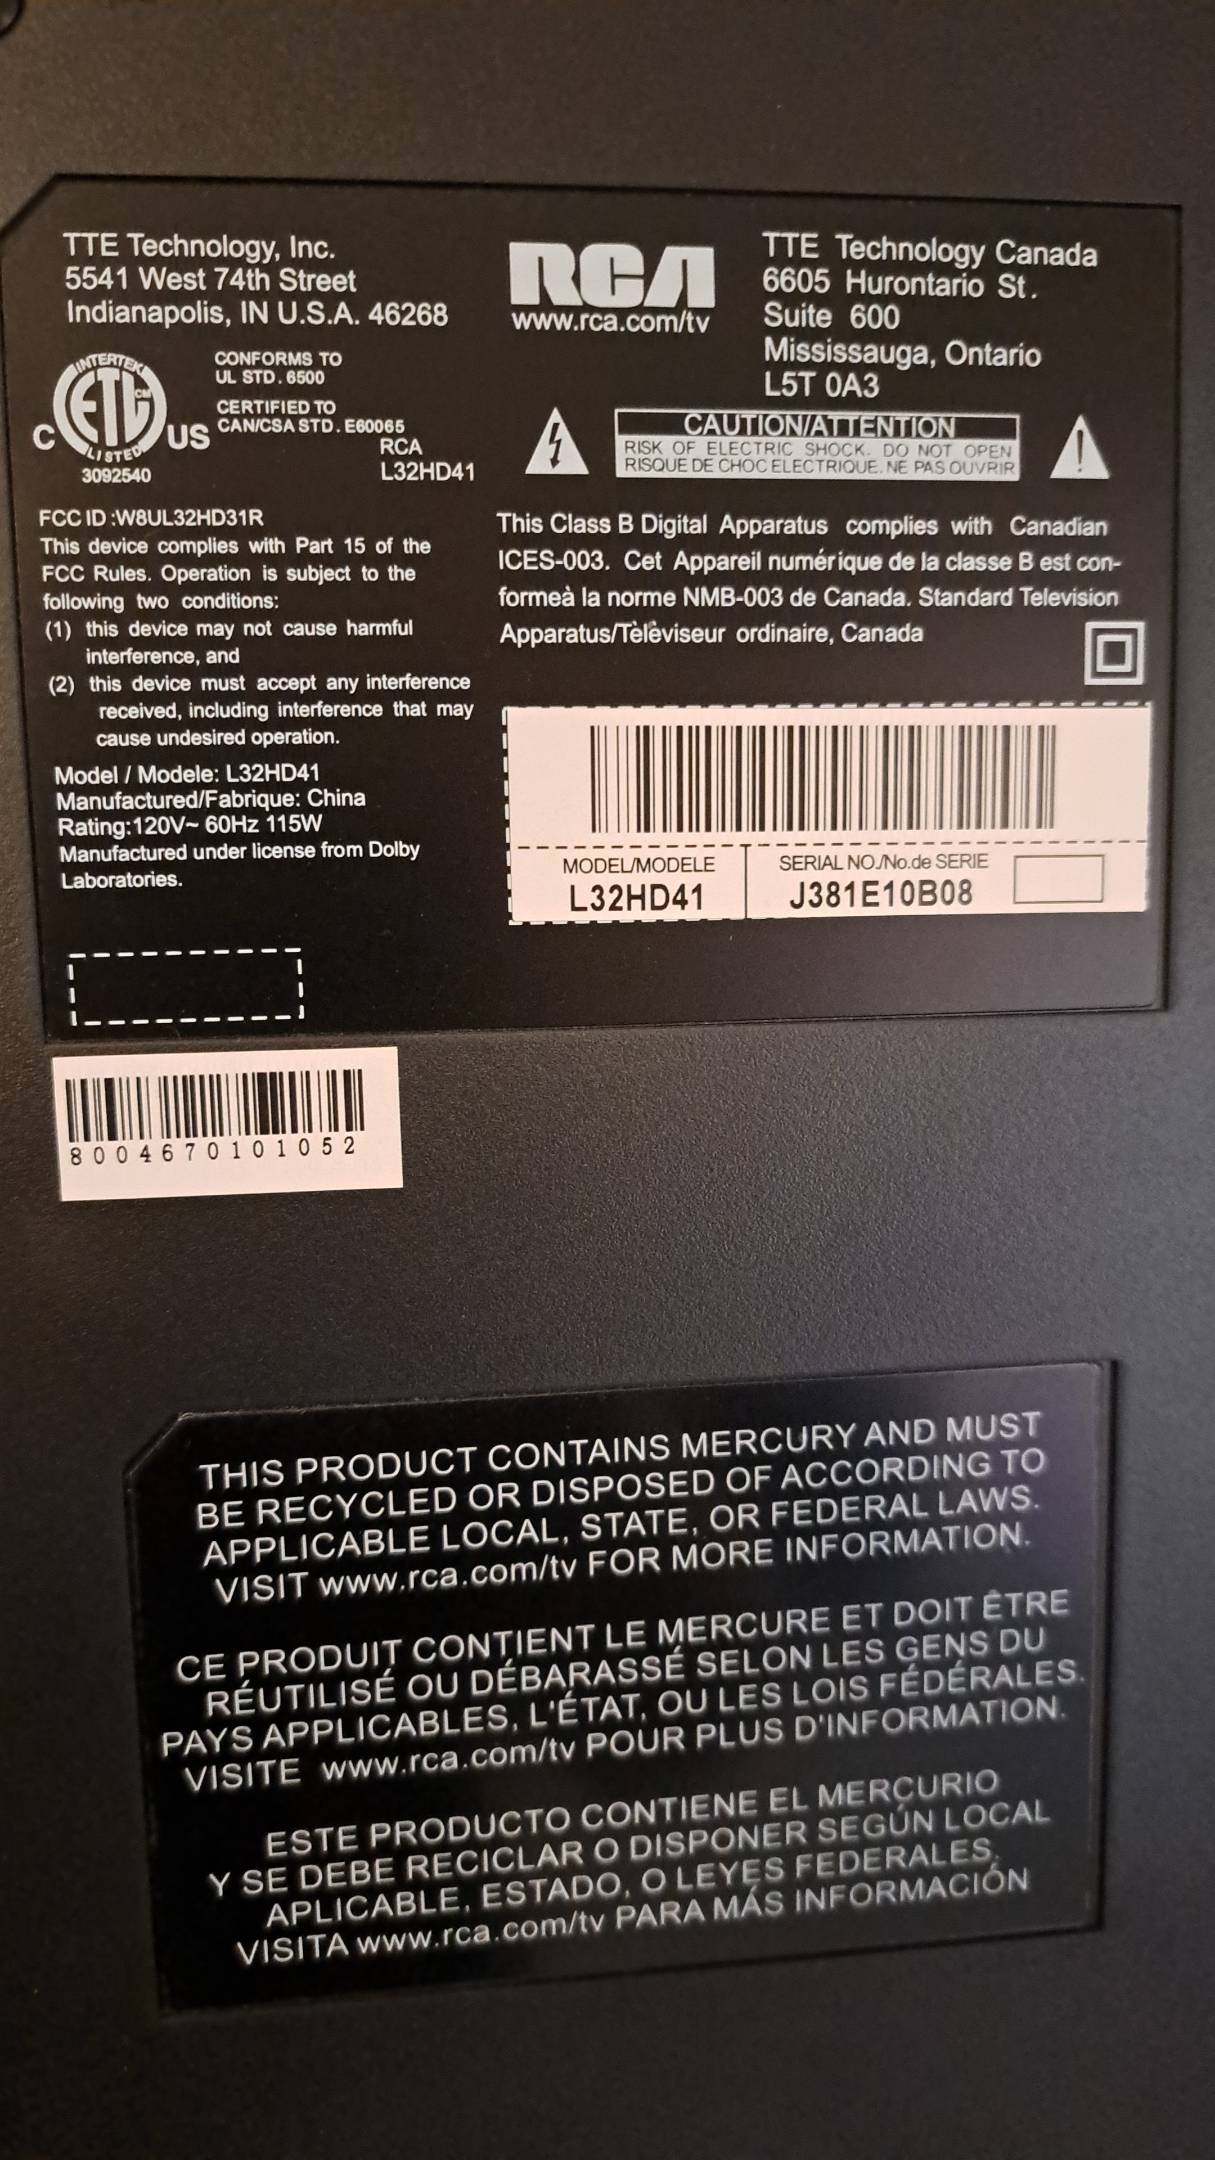 TTE Technology, Inc.
5541 West 74th Street
Indianapolis, IN U.S.A. 46268
RCA
www.rca.com/tv
TTE Technology Canada
6605 Hurontario St.
Suite 600
Mississauga, Ontario
L5T 0A3
INTERTEK
ETL CM
LISTED
C US
3092540
CONFORMS TO
UL STD. 6500
CERTIFIED TO
CAN/CSA STD. E60065
RCA
L32HD41
CAUTION/ATTENTION
RISK OF ELECTRIC SHOCK. DO NOT OPEN
RISQUE DE CHOC ELECTRIQUE. NE PAS OUVRIR
FCC ID :W8UL32HD31R
This device complies with Part 15 of the
FCC Rules. Operation is subject to the
following two conditions:
(1) this device may not cause harmful
interference, and
(2) this device must accept any interference
received, including interference that may
cause undesired operation.
Model / Modele: L32HD41
Manufactured/Fabrique: China
Rating:120V~ 60Hz 115W
Manufactured under license from Dolby
Laboratories.
This Class B Digital Apparatus complies with Canadian
ICES-003. Cet Appareil numérique de la classe B est con-
formeà la norme NMB-003 de Canada. Standard Television
Apparatus/Tèlêviseur ordinaire, Canada
MODEL/MODELE
L32HD41
SERIAL NO./No.de SERIE
J381E10B08
8004670101052
THIS PRODUCT CONTAINS MERCURY AND MUST
BE RECYCLED OR DISPOSED OF ACCORDING TO
APPLICABLE LOCAL, STATE, OR FEDERAL LAWS.
VISIT www.rca.com/tv FOR MORE INFORMATION.
CE PRODUIT CONTIENT LE MERCURE ET DOIT ÊTRE
RÉUTILISÉ OU DÉBARASSÉ SELON LES GENS DU
PAYS APPLICABLES, L'ÉTAT, OU LES LOIS FÉDÉRALES.
VISITE www.rca.com/tv POUR PLUS D'INFORMATION.
ESTE PRODUCTO CONTIENE EL MERCURIO
Y SE DEBE RECICLAR O DISPONER SEGÚN LOCAL
APLICABLE, ESTADO, O LEYES FEDERALES.
VISITA www.rca.com/tv PARA MÁS INFORMACIÓN